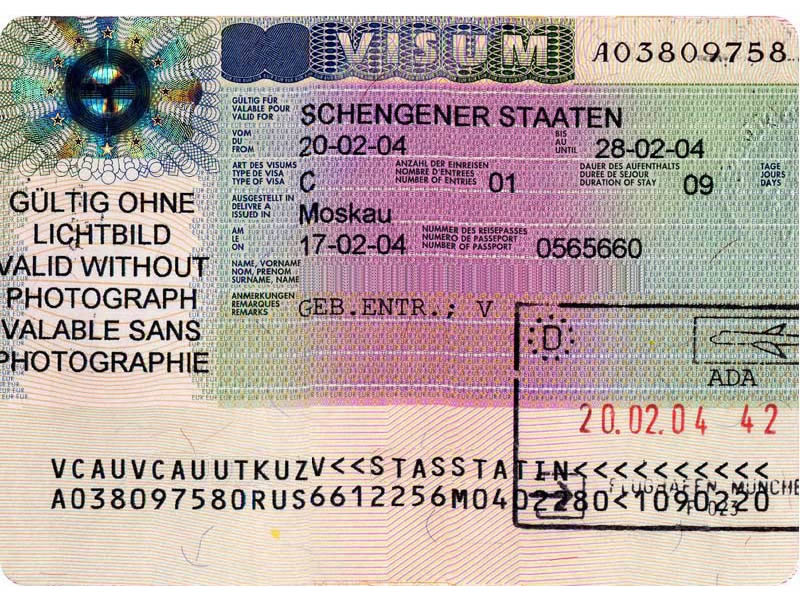 VISUM
A03809758
GÜLTIG FÜR
VALABLE POUR
VALID FOR
SCHENGENER STAATEN
VOM
DU
FROM
20-02-04
BIS
AU
UNTIL
28-02-04
ART DES VISUMS
TYPE DE VISA
TYPE OF VISA
C
ANZAHL DER EINREISEN
NOMBRE D'ENTREES
NUMBER OF ENTRIES
01
DAUER DES AUFENTHALTS
DUREE DE SEJOUR
DURATION OF STAY
09
TAGE
JOURS
DAYS
AUSGESTELLT IN
DELIVRE A
ISSUED IN
Moskau
AM
LE
ON
17-02-04
NUMMER DES REISEPASSES
NUMERO DE PASSEPORT
NUMBER OF PASSPORT
0565660
NAME, VORNAME
NOM, PRENOM
SURNAME, NAME
ANMERKUNGEN
REMARQUES
REMARKS
GEB.ENTR.; V
GÜLTIG OHNE
LICHTBILD
VALID WITHOUT
PHOTOGRAPH
VALABLE SANS
PHOTOGRAPHIE
D
ADA
20.02.04 42
FLUGHAFEN MÜNCHE
VCAUVCAUUTKUZV<<STASSTATIN<<<<<<<<<<
A038097580RUS6612256M0402280<1090220